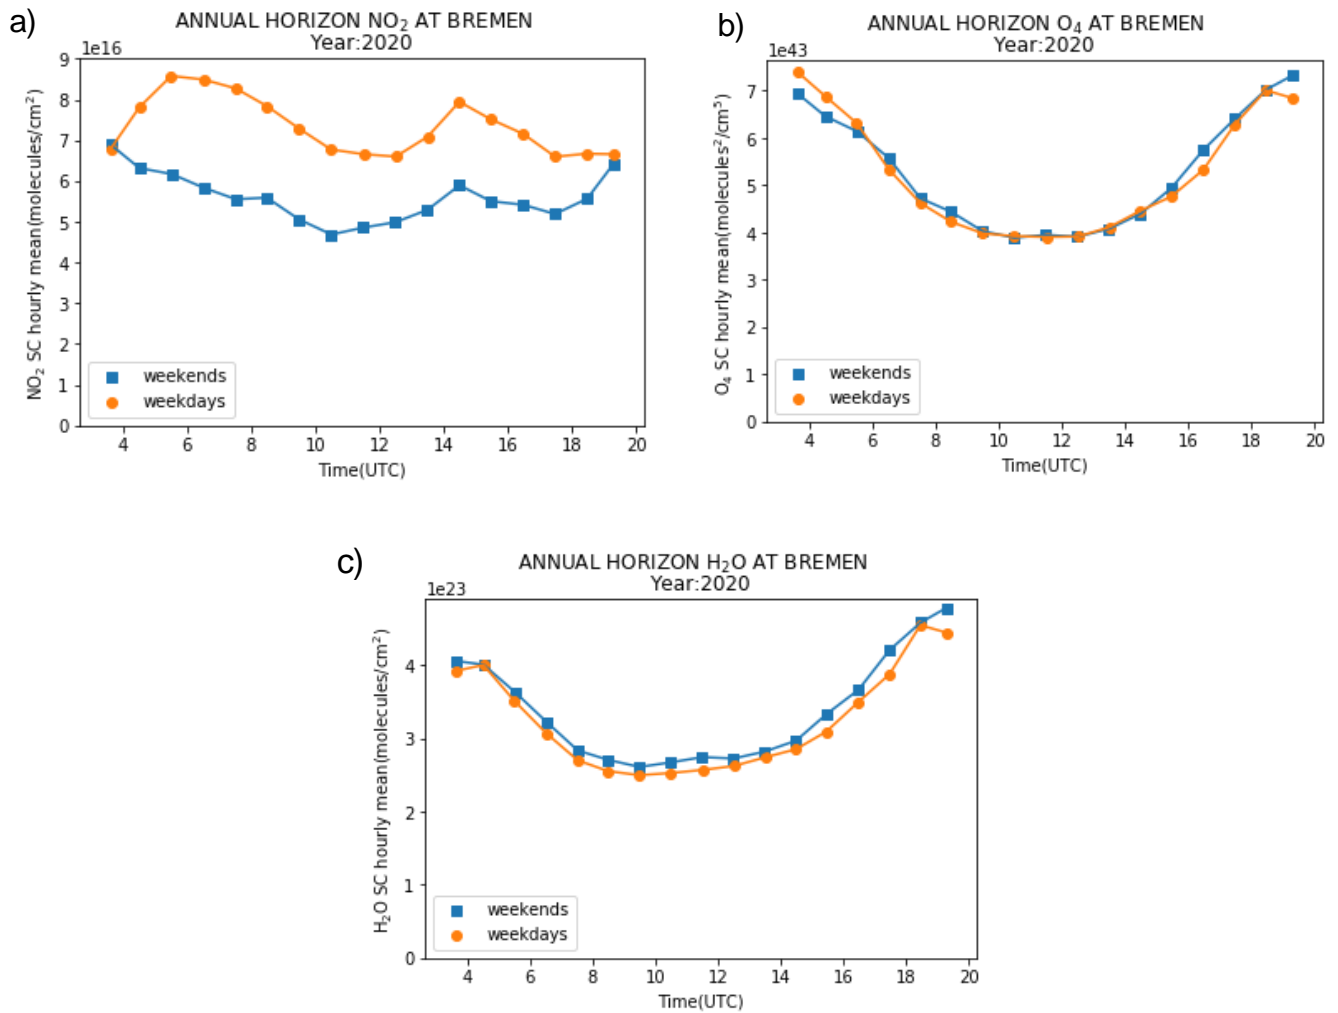 a)
ANNUAL HORIZON NO₂ AT BREMEN
Year:2020
1e16
NO₂ SC hourly mean(molecules/cm²)
9
8
7
6
5
4
3
2
1
0
weekends
weekdays
4 6 8 10 12 14 16 18 20
Time(UTC)
b)
ANNUAL HORIZON O₄ AT BREMEN
Year:2020
1e43
O₄ SC hourly mean(molecules²/cm⁵)
7
6
5
4
3
2
1
0
weekends
weekdays
4 6 8 10 12 14 16 18 20
Time(UTC)
c)
ANNUAL HORIZON H₂O AT BREMEN
Year:2020
1e23
H₂O SC hourly mean(molecules/cm²)
4
3
2
1
0
weekends
weekdays
4 6 8 10 12 14 16 18 20
Time(UTC)